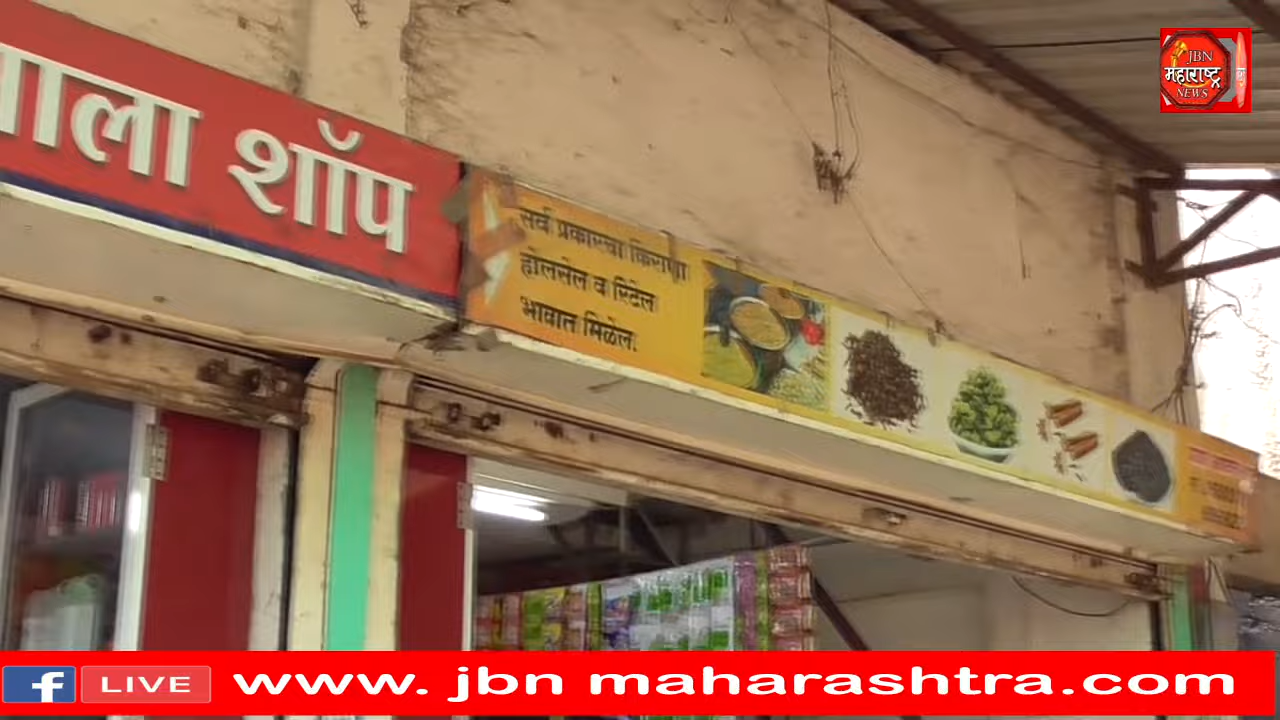 JBN
महाराष्ट्र
NEWS
ाला शॉप
सर्व प्रकारचा किराणा
होलसेल व रिटेल
भावात मिळेल.
f LIVE www. jbn maharashtra.com